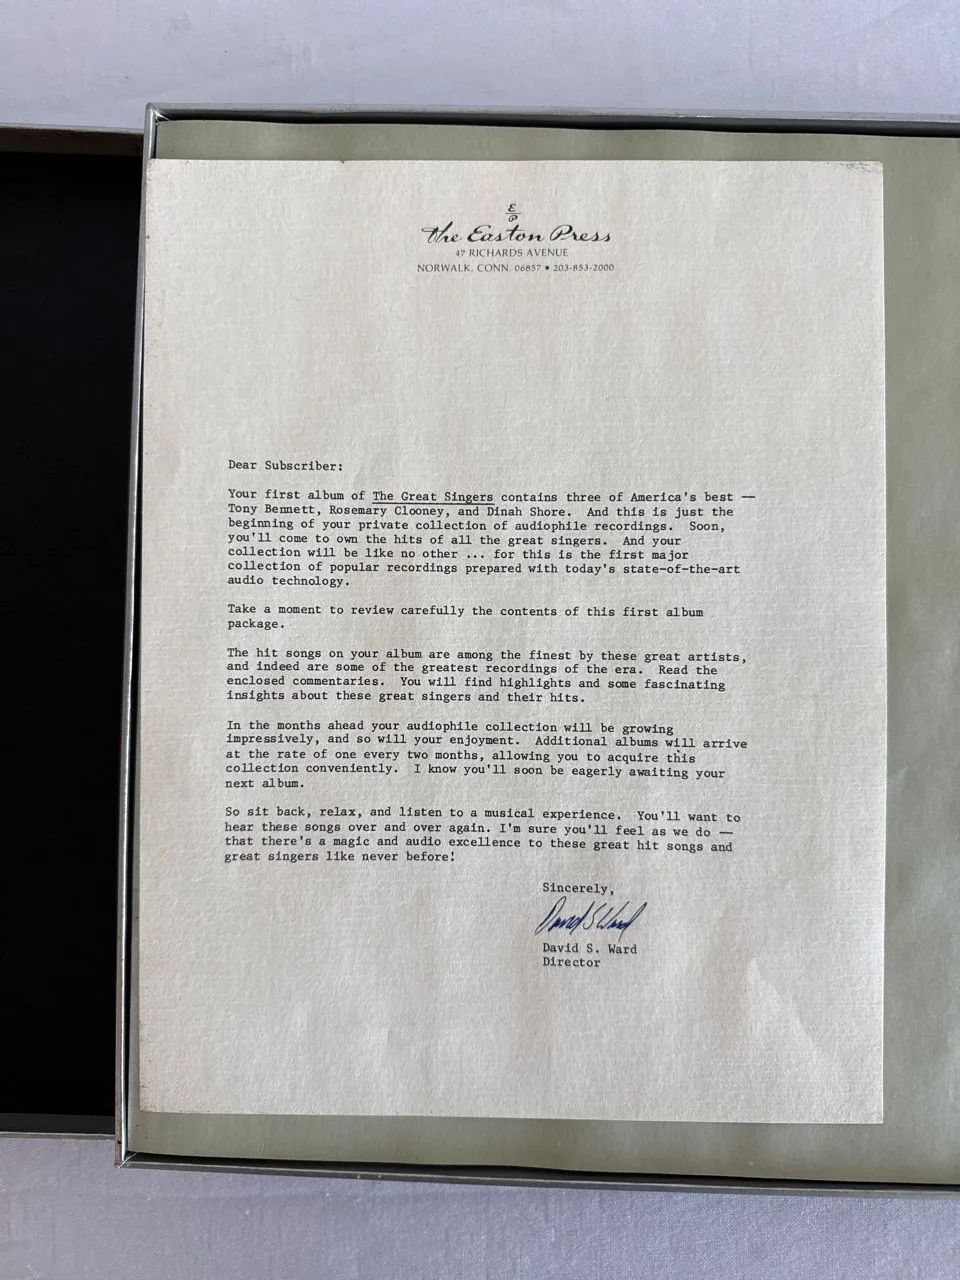 E
P
the Easton Press
47 RICHARDS AVENUE
NORWALK, CONN. 06857 • 203-853-2000
Dear Subscriber:
Your first album of The Great Singers contains three of America's best —
Tony Bennett, Rosemary Clooney, and Dinah Shore.  And this is just the
beginning of your private collection of audiophile recordings.  Soon,
you'll come to own the hits of all the great singers.  And your
collection will be like no other ... for this is the first major
collection of popular recordings prepared with today's state-of-the-art
audio technology.
Take a moment to review carefully the contents of this first album
package.
The hit songs on your album are among the finest by these great artists,
and indeed are some of the greatest recordings of the era.  Read the
enclosed commentaries.  You will find highlights and some fascinating
insights about these great singers and their hits.
In the months ahead your audiophile collection will be growing
impressively, and so will your enjoyment.  Additional albums will arrive
at the rate of one every two months, allowing you to acquire this
collection conveniently.  I know you'll soon be eagerly awaiting your
next album.
So sit back, relax, and listen to a musical experience.  You'll want to
hear these songs over and over again. I'm sure you'll feel as we do —
that there's a magic and audio excellence to these great hit songs and
great singers like never before!
Sincerely,
David S Ward
David S. Ward
Director